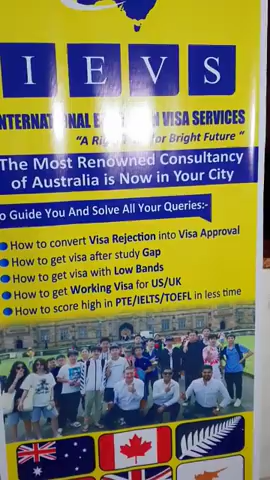 I E V S
INTERNATIONAL E VISA SERVICES
"A Ri for Bright Future"
The Most Renowned Consultancy
of Australia is Now in Your City
o Guide You And Solve All Your Queries:-
How to convert Visa Rejection into Visa Approval
How to get visa after study Gap
How to get visa with Low Bands
How to get Working Visa for US/UK
How to score high in PTE/IELTS/TOEFL in less time